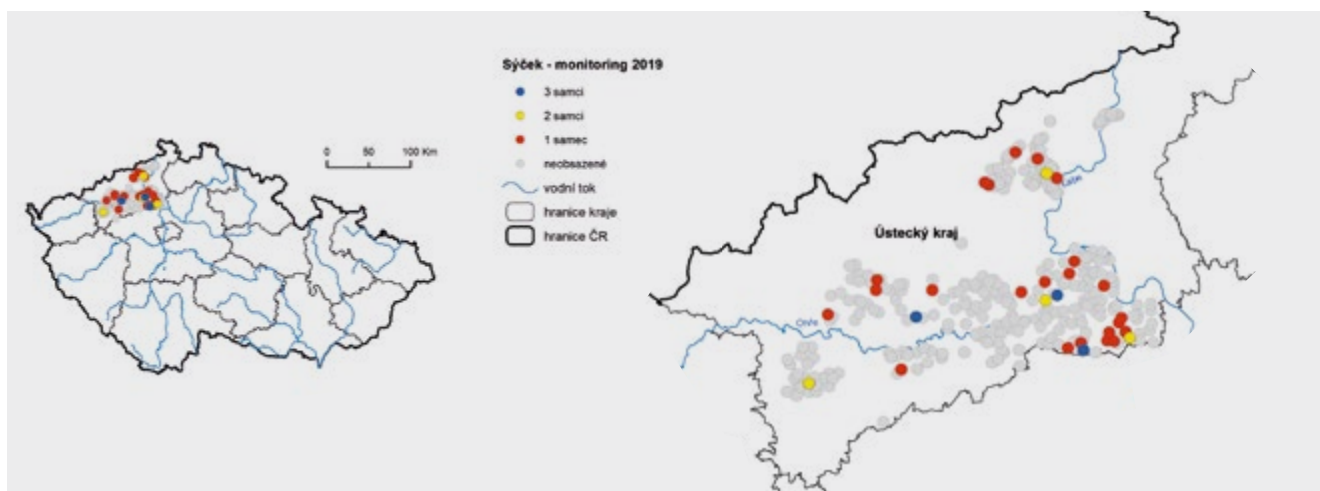 Sýček - monitoring 2019
3 samci
2 samci
1 samec
neobsazené
vodní tok
hranice kraje
hranice ČR
0 50 100 Km
Ústecký kraj
Labe
Ohře